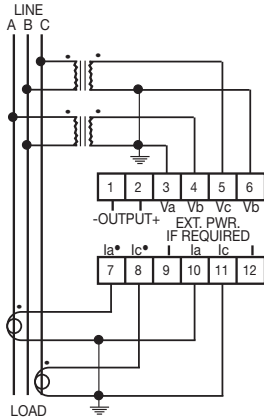 LINE
A B C
1 2 3 4 5 6
-OUTPUT+ Va Vb Vc Vb
EXT. PWR.
IF REQUIRED
Ia• Ic• Ia Ic
7 8 9 10 11 12
LOAD